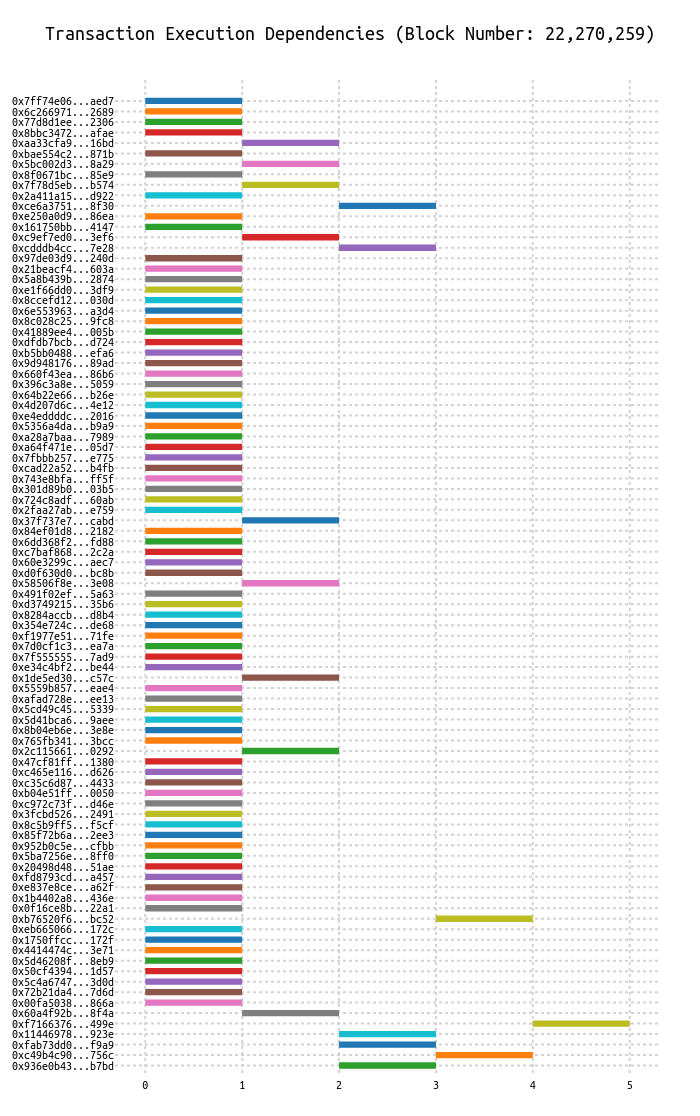 Transaction Execution Dependencies (Block Number: 22,270,259)
0x7ff74e06...aed7
0x6c266971...2689
0x77d8d1ee...2306
0x8bbc3472...afae
0xaa33cfa9...16bd
0xbae554c2...871b
0x5bc002d3...8a29
0x8f0671bc...85e9
0x7f78d5eb...b574
0x2a411a15...d922
0xce6a3751...8f30
0xe250a0d9...86ea
0x161750bb...4147
0xc9ef7ed0...3ef6
0xcdddb4cc...7e28
0x97de03d9...240d
0x21beacf4...603a
0x5a8b439b...2874
0xe1f66dd0...3df9
0x8ccefd12...030d
0x6e553963...a3d4
0x8c028c25...9fc8
0x41889ee4...005b
0xdfdb7bcb...d724
0xb5bb0488...efa6
0x9d948176...89ad
0x660f43ea...86b6
0x396c3a8e...5059
0x64b22e66...b26e
0x4d207d6c...4e12
0xe4eddddc...2016
0x5356a4da...b9a9
0xa28a7baa...7989
0xa64f471e...05d7
0x7fbbb257...e775
0xcad22a52...b4fb
0x743e8bfa...ff5f
0x301d89b0...03b5
0x724c8adf...60ab
0x2faa27ab...e759
0x37f737e7...cabd
0x84ef01d8...2182
0x6dd368f2...fd88
0xc7baf868...2c2a
0x60e3299c...aec7
0xd0f630d0...bc8b
0x58506f8e...3e08
0x491f02ef...5a63
0xd3749215...35b6
0x8284accb...d8b4
0x354e724c...de68
0xf1977e51...71fe
0x7d0cf1c3...ea7a
0x7f555555...7ad9
0xe34c4bf2...be44
0x1de5ed30...c57c
0x5559b857...eae4
0xafad728e...ee13
0x5cd49c45...5339
0x5d41bca6...9aee
0x8b04eb6e...3e8e
0x765fb341...3bcc
0x2c115661...0292
0x47cf81ff...1380
0xc465e116...d626
0xc35c6d87...4433
0xb04e51ff...0050
0xc972c73f...d46e
0x3fcbd526...2491
0x8c5b9ff5...f5cf
0x85f72b6a...2ee3
0x952b0c5e...cfbb
0x5ba7256e...8ff0
0x20498d48...51ae
0xfd8793cd...a457
0xe837e8ce...a62f
0x1b4402a8...436e
0x0f16ce8b...22a1
0xb76520f6...bc52
0xeb665066...172c
0x1750ffcc...172f
0x4414474c...3e71
0x5d46208f...8eb9
0x50cf4394...1d57
0x5c4a6747...3d0d
0x72b21da4...7d6d
0x00fa5038...866a
0x60a4f92b...8f4a
0xf7166376...499e
0x11446978...923e
0xfab73dd0...f9a9
0xc49b4c90...756c
0x936e0b43...b7bd
0 1 2 3 4 5